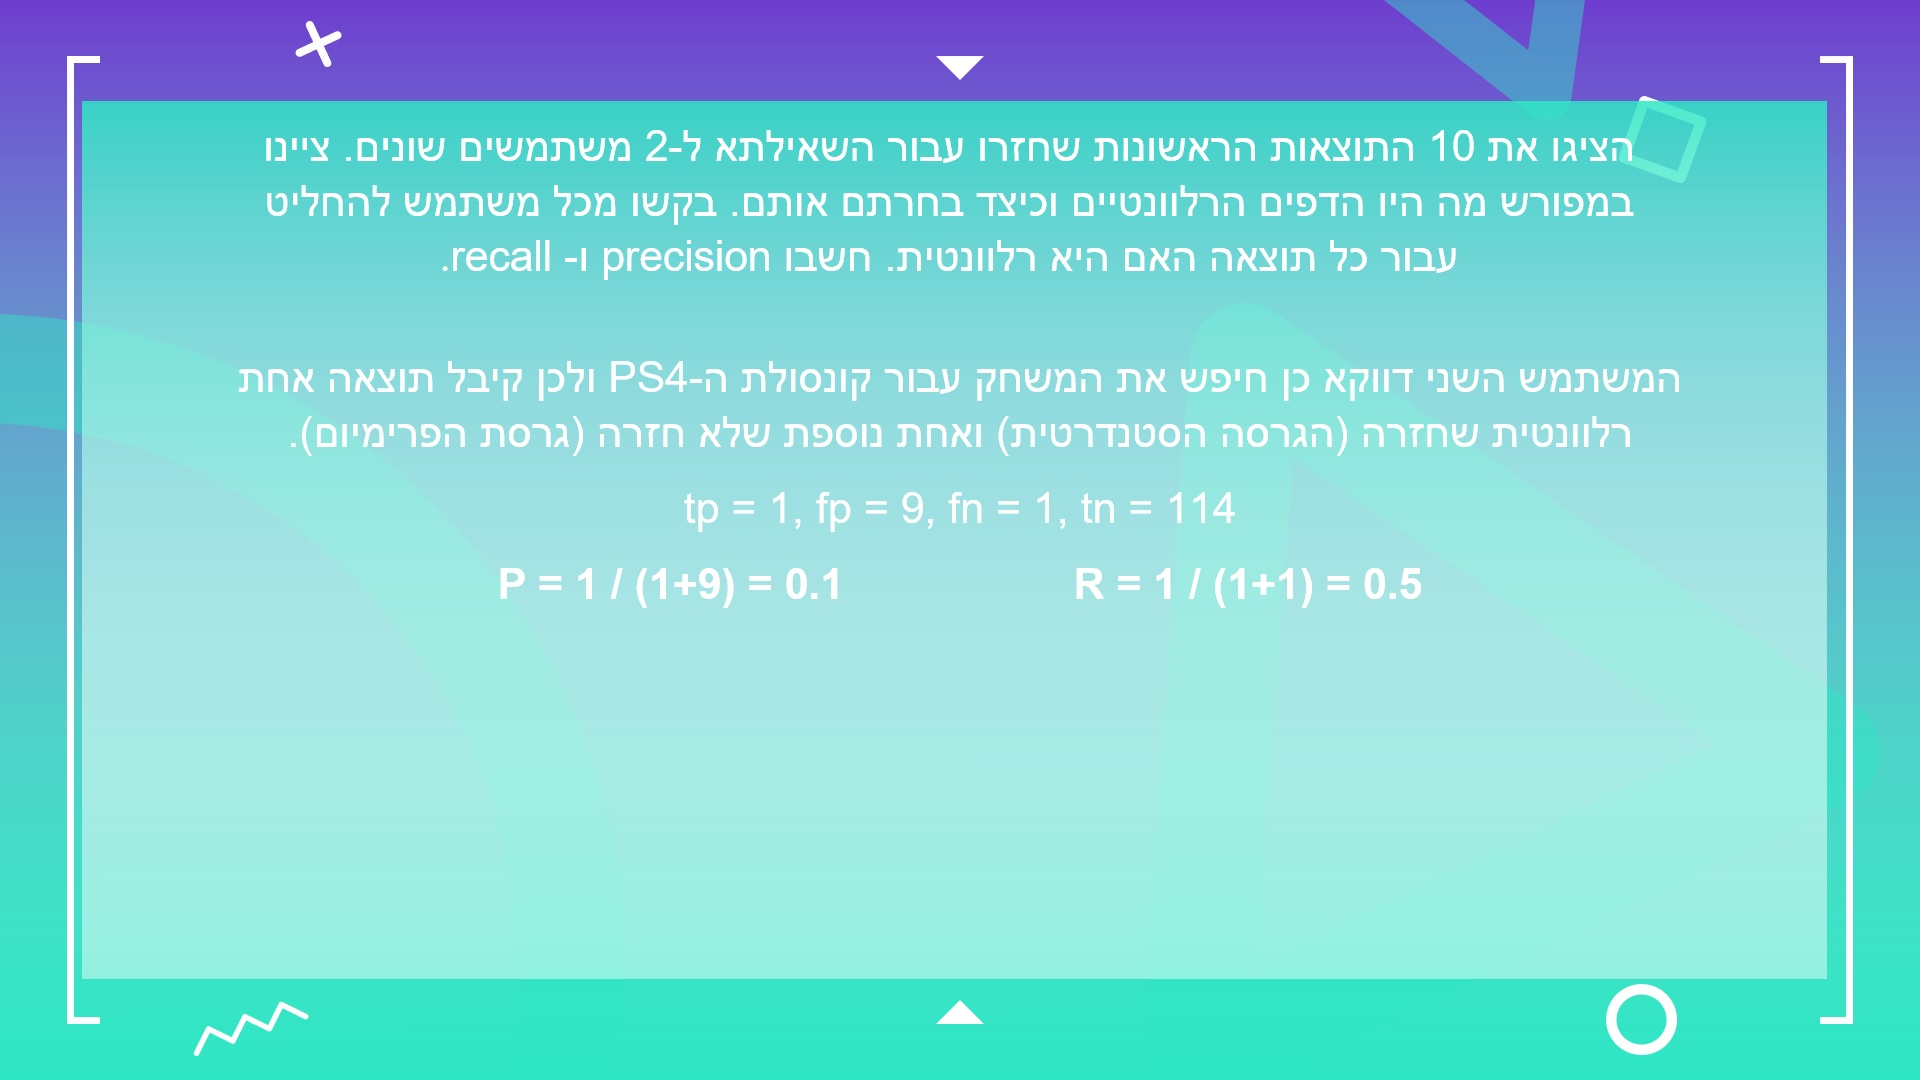 הציגו את 10 התוצאות הראשונות שחזרו עבור השאילתא ל-2 משתמשים שונים. ציינו
במפורש מה היו הדפים הרלוונטיים וכיצד בחרתם אותם. בקשו מכל משתמש להחליט
עבור כל תוצאה האם היא רלוונטית. חשבו precision ו- recall.
המשתמש השני דווקא כן חיפש את המשחק עבור קונסולת ה-PS4 ולכן קיבל תוצאה אחת
רלוונטית שחזרה (הגרסה הסטנדרטית) ואחת נוספת שלא חזרה (גרסת הפרימיום).
tp = 1, fp = 9, fn = 1, tn = 114
P = 1 / (1+9) = 0.1 R = 1 / (1+1) = 0.5